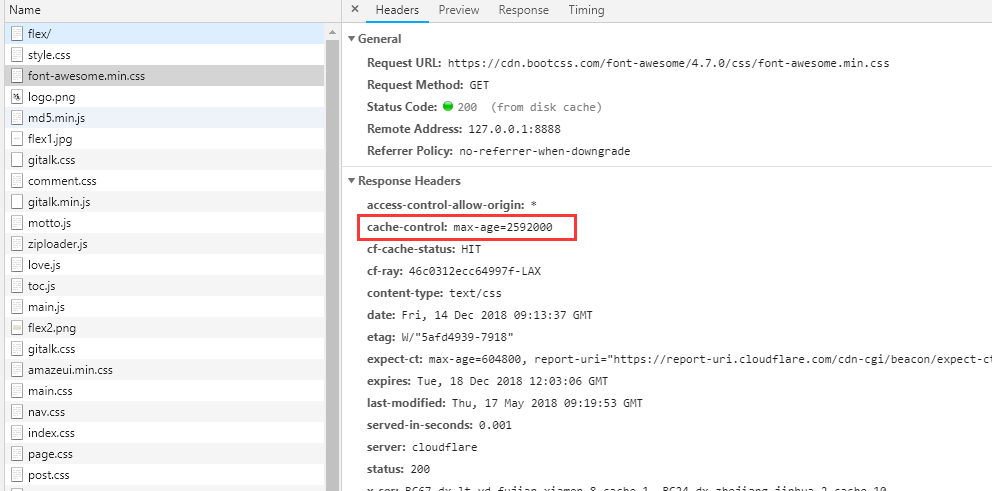 Name
flex/
style.css
font-awesome.min.css
logo.png
md5.min.js
flex1.jpg
gitalk.css
comment.css
gitalk.min.js
motto.js
ziploader.js
love.js
toc.js
main.js
flex2.png
gitalk.css
amazeui.min.css
main.css
nav.css
index.css
page.css
post.css
× Headers Preview Response Timing
General
Request URL: https://cdn.bootcss.com/font-awesome/4.7.0/css/font-awesome.min.css
Request Method: GET
Status Code: 200 (from disk cache)
Remote Address: 127.0.0.1:8888
Referrer Policy: no-referrer-when-downgrade
Response Headers
access-control-allow-origin: *
cache-control: max-age=2592000
cf-cache-status: HIT
cf-ray: 46c0312ecc64997f-LAX
content-type: text/css
date: Fri, 14 Dec 2018 09:13:37 GMT
etag: W/"5afd4939-7918"
expect-ct: max-age=604800, report-uri="https://report-uri.cloudflare.com/cdn-cgi/beacon/expect-ct
expires: Tue, 18 Dec 2018 12:03:06 GMT
last-modified: Thu, 17 May 2018 09:19:53 GMT
served-in-seconds: 0.001
server: cloudflare
status: 200